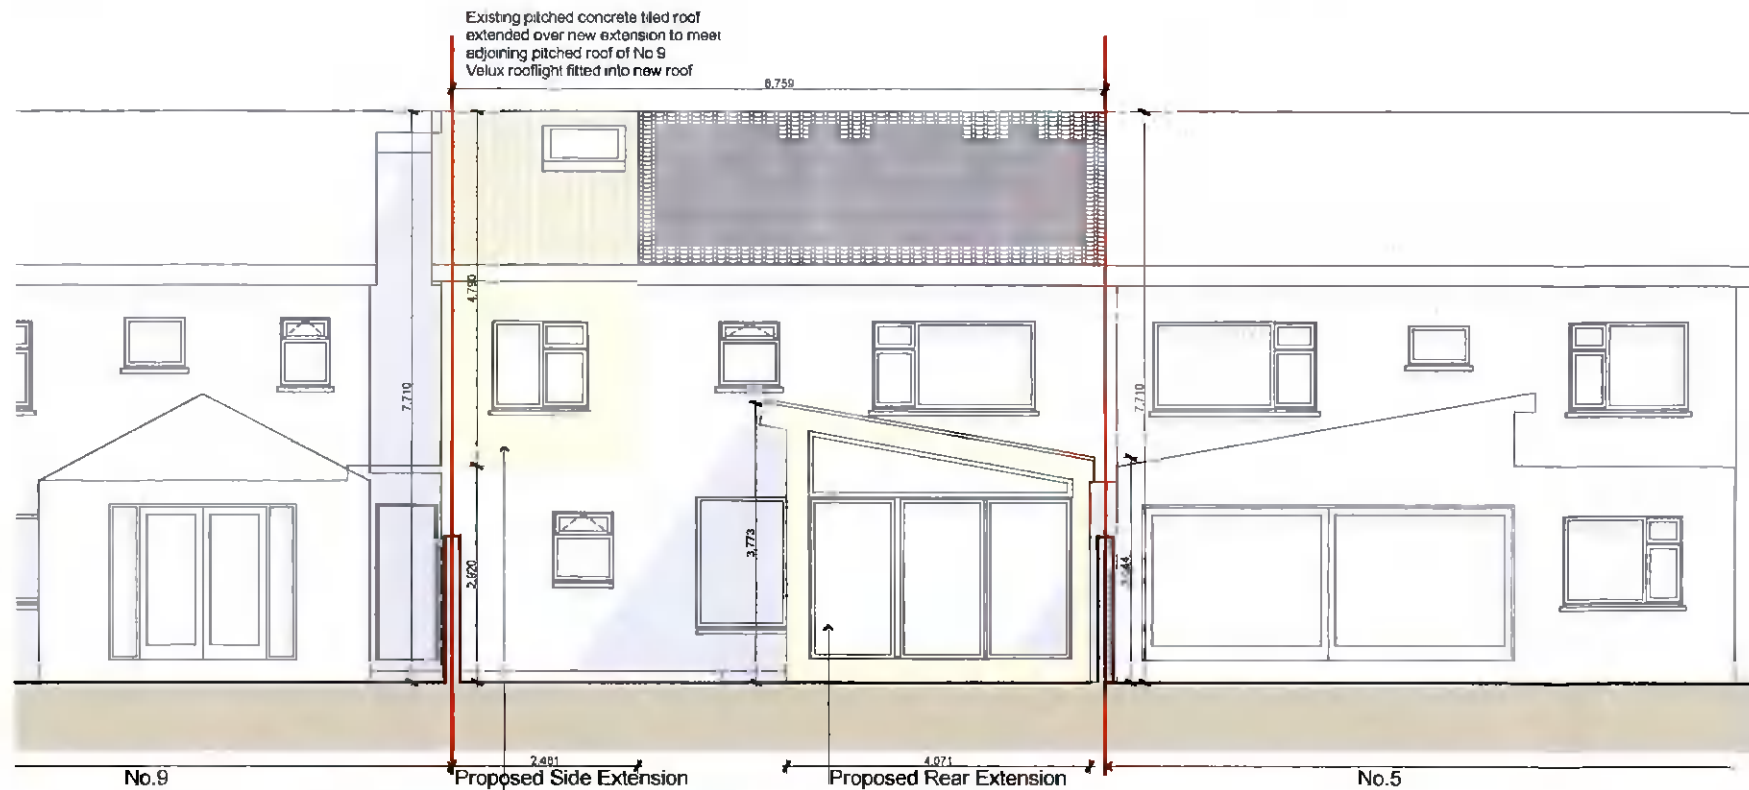 Existing pitched concrete tiled roof
extended over new extension to meet
adjoining pitched roof of No 9
Velux rooflight fitted into new roof
8.759
4,790
7,710
7,710
2,920
3,773
2,481
4,071
No.9
Proposed Side Extension
Proposed Rear Extension
No.5